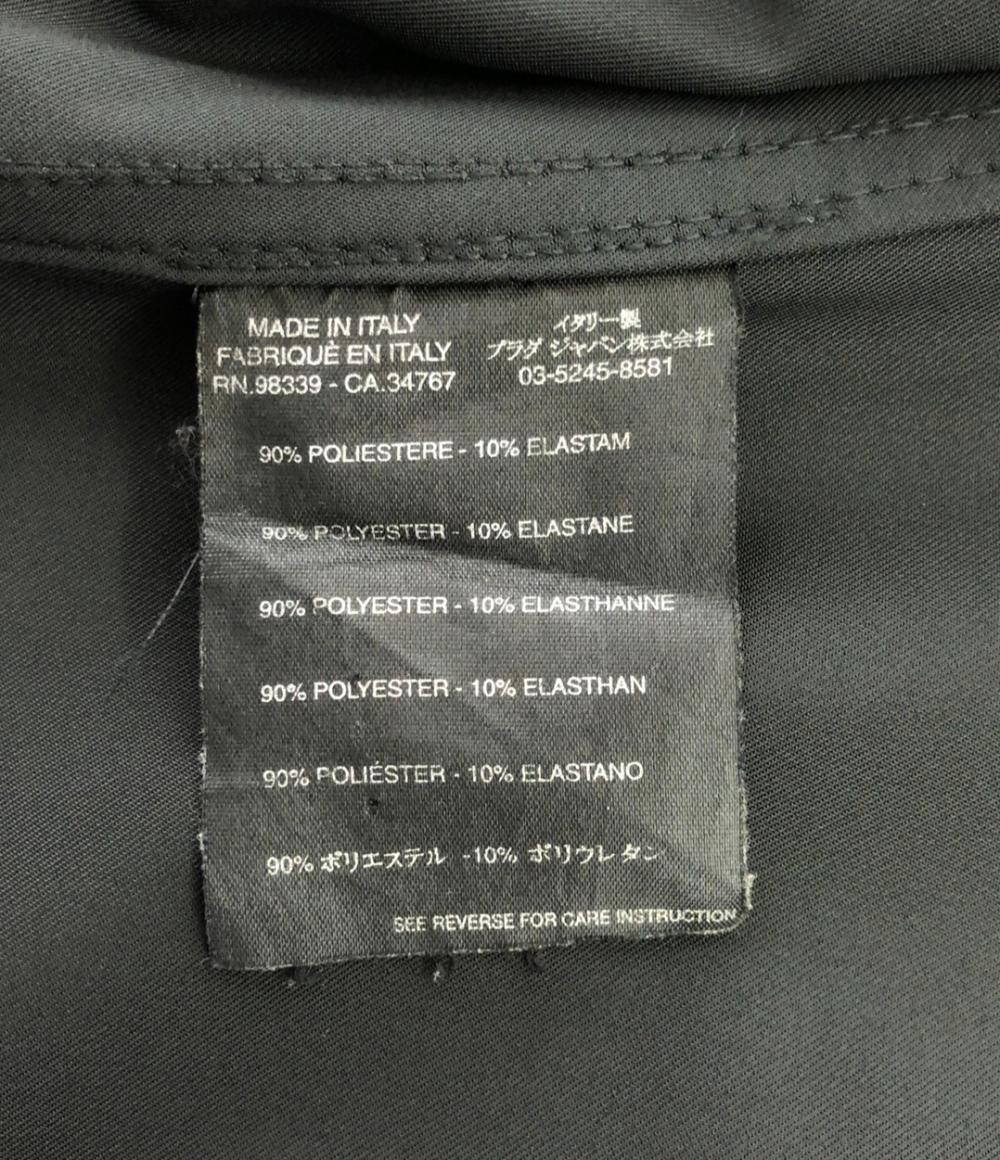 MADE IN ITALY
FABRIQUÈ EN ITALY
RN.98339 - CA.34767
イタリー製
プラダ ジャパン株式会社
03-5245-8581
90% POLIESTERE - 10% ELASTAM
90% POLYESTER - 10% ELASTANE
90% POLYESTER - 10% ELASTHANNE
90% POLYESTER - 10% ELASTHAN
90% POLIÉSTER - 10% ELASTANO
90% ポリエステル -10% ポリウレタン
SEE REVERSE FOR CARE INSTRUCTION